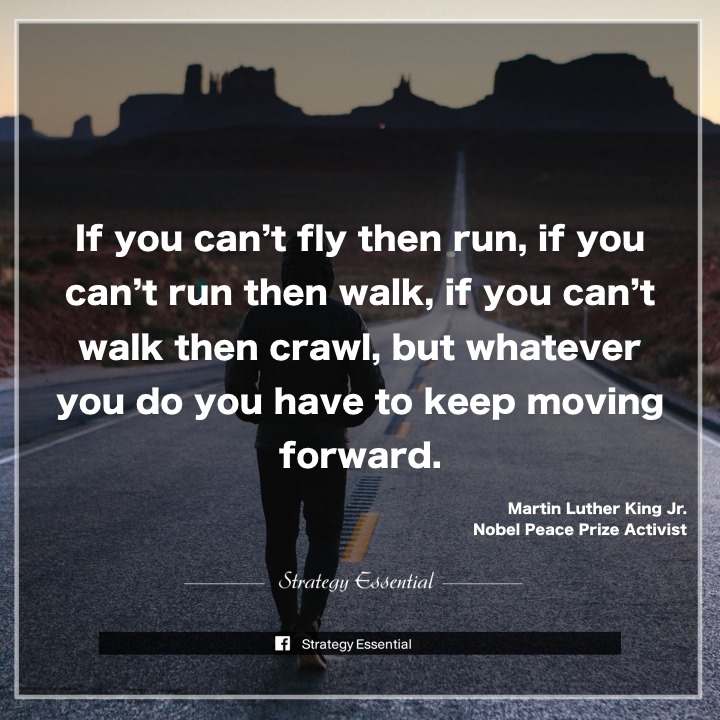 If you can’t fly then run, if you
can’t run then walk, if you can’t
walk then crawl, but whatever
you do you have to keep moving
forward.
Martin Luther King Jr.
Nobel Peace Prize Activist
Strategy Essential
Strategy Essential